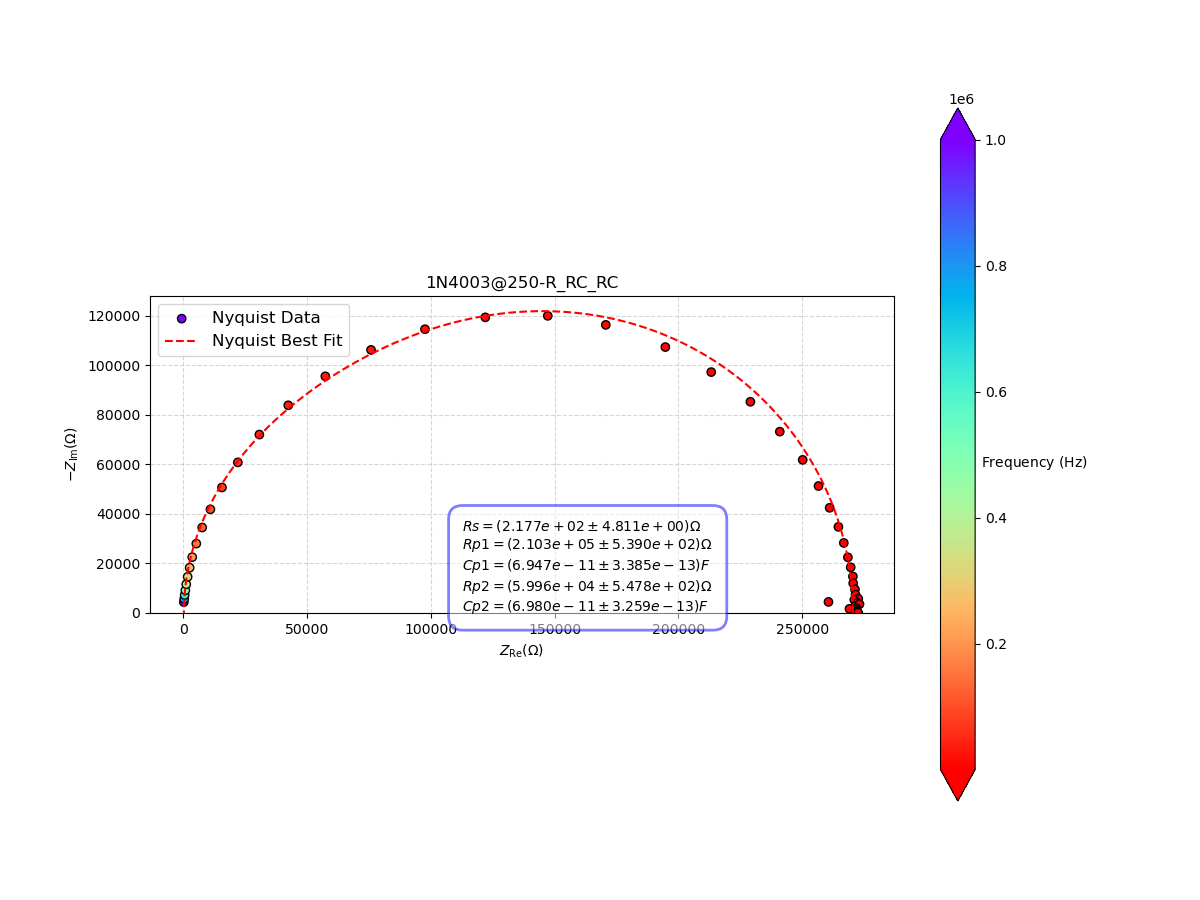 1e6
1.0
0.8
0.6
Frequency (Hz)
0.4
0.2
1N4003@250-R_RC_RC
Nyquist Data
Nyquist Best Fit
120000
100000
80000
60000
40000
20000
0
−Z_Im(Ω)
Rs = (2.177e + 02 ± 4.811e + 00)Ω
Rp1 = (2.103e + 05 ± 5.390e + 02)Ω
Cp1 = (6.947e − 11 ± 3.385e − 13)F
Rp2 = (5.996e + 04 ± 5.478e + 02)Ω
Cp2 = (6.980e − 11 ± 3.259e − 13)F
0 50000 100000 150000 200000 250000
Z_Re(Ω)